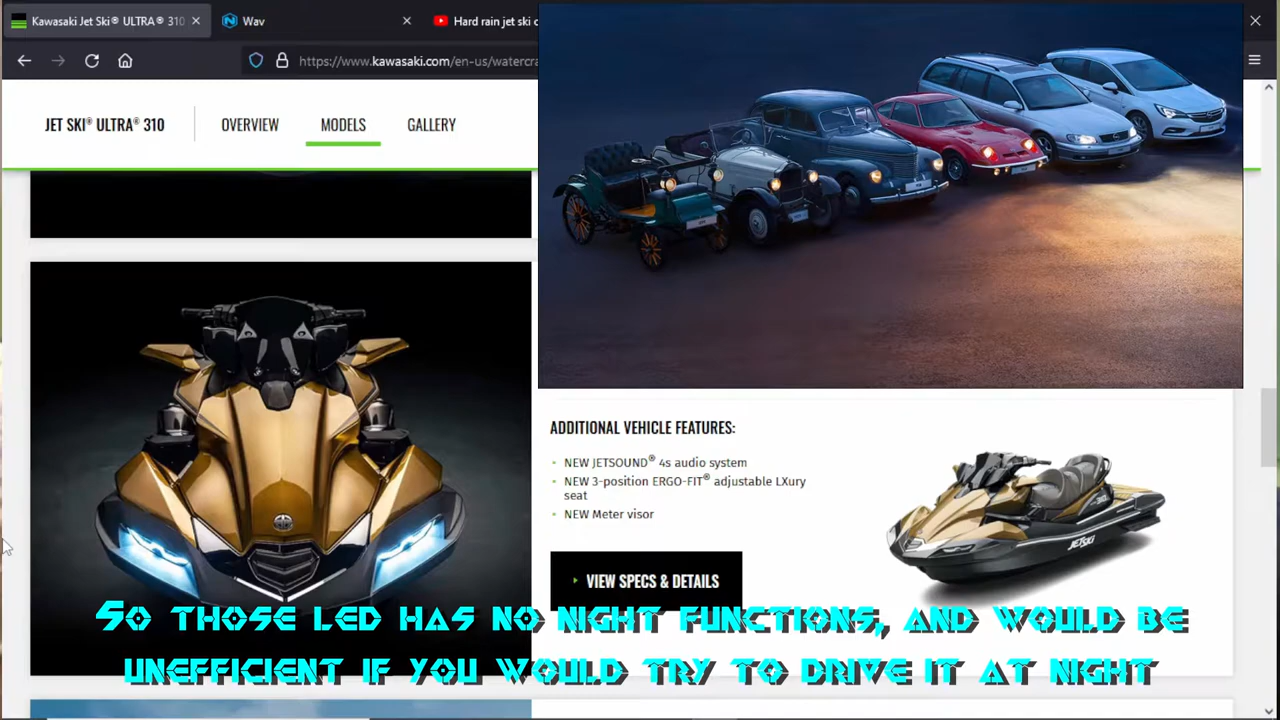 Kawasaki Jet Ski® ULTRA® 310
Wav
Hard rain jet ski c
https://www.kawasaki.com/en-us/watercra
JET SKI® ULTRA® 310
OVERVIEW
MODELS
GALLERY
ADDITIONAL VEHICLE FEATURES:
NEW JETSOUND® 4s audio system
NEW 3-position ERGO-FIT® adjustable LXury
seat
NEW Meter visor
VIEW SPECS & DETAILS
JETSKI
So those led has no night functions, and would be
unefficient if you would try to drive it at night